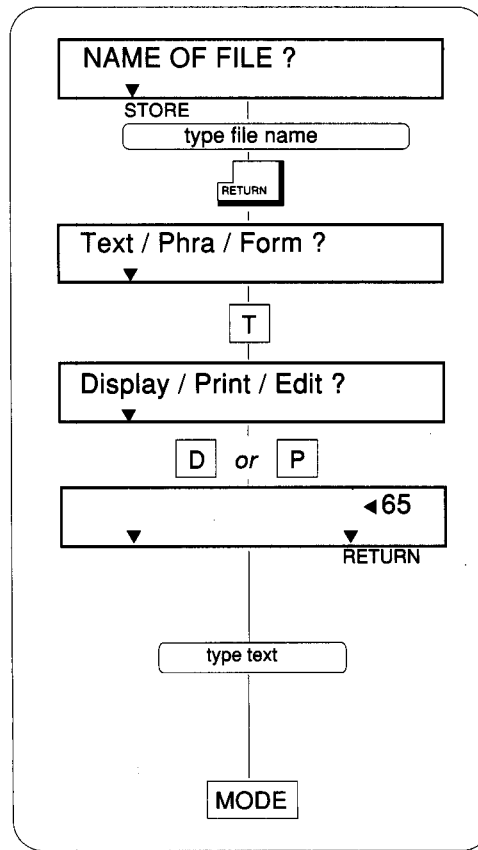 NAME OF FILE ?
▼
STORE
type file name
RETURN
Text / Phra / Form ?
▼
T
Display / Print / Edit ?
▼
D or P
◄65
▼ ▼
RETURN
type text
MODE